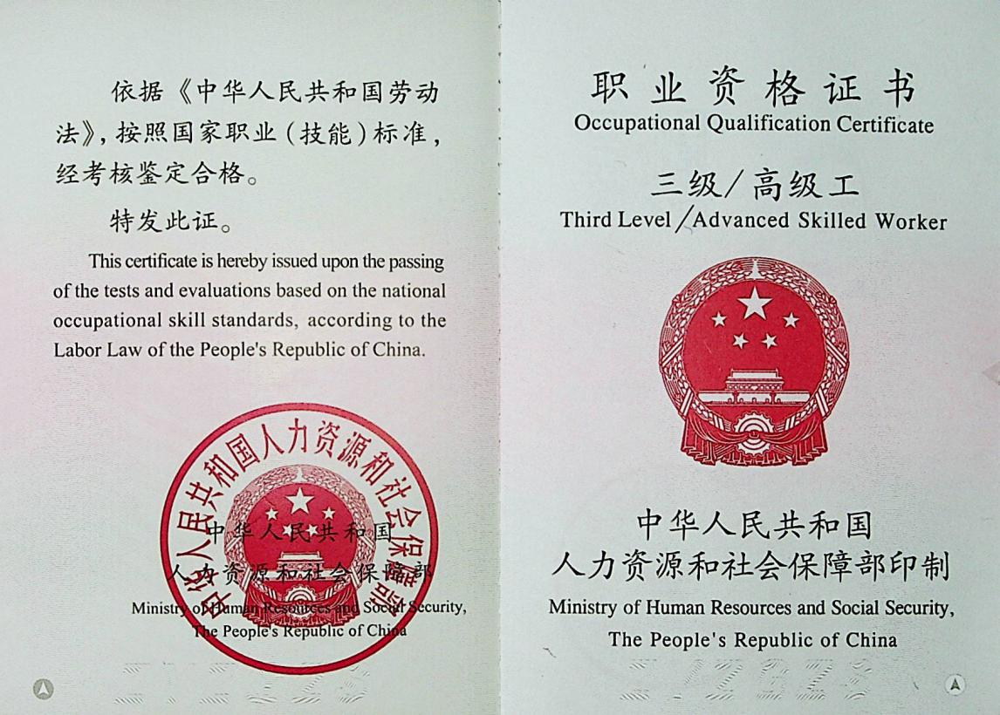 依据《中华人民共和国劳动
法》，按照国家职业（技能）标准，
经考核鉴定合格。
特发此证。
This certificate is hereby issued upon the passing
of the tests and evaluations based on the national
occupational skill standards, according to the
Labor Law of the People's Republic of China.
中华人民共和国人力资源和社会保障部
中华人民共和国
人力资源和社会保障部
Ministry of Human Resources and Social Security,
The People's Republic of China
职业资格证书
Occupational Qualification Certificate
三级/高级工
Third Level/Advanced Skilled Worker
中华人民共和国
人力资源和社会保障部印制
Ministry of Human Resources and Social Security,
The People's Republic of China